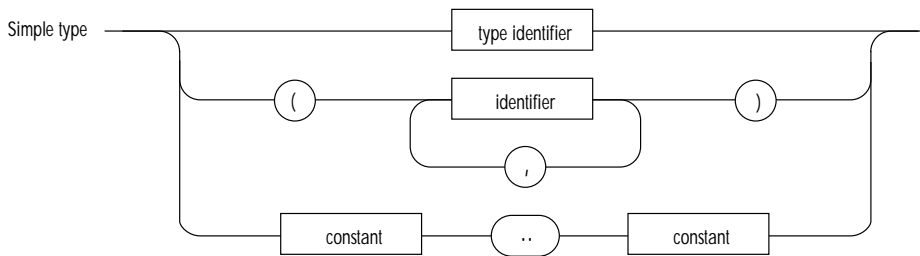 Simple type
type identifier
( identifier )
,
constant .. constant